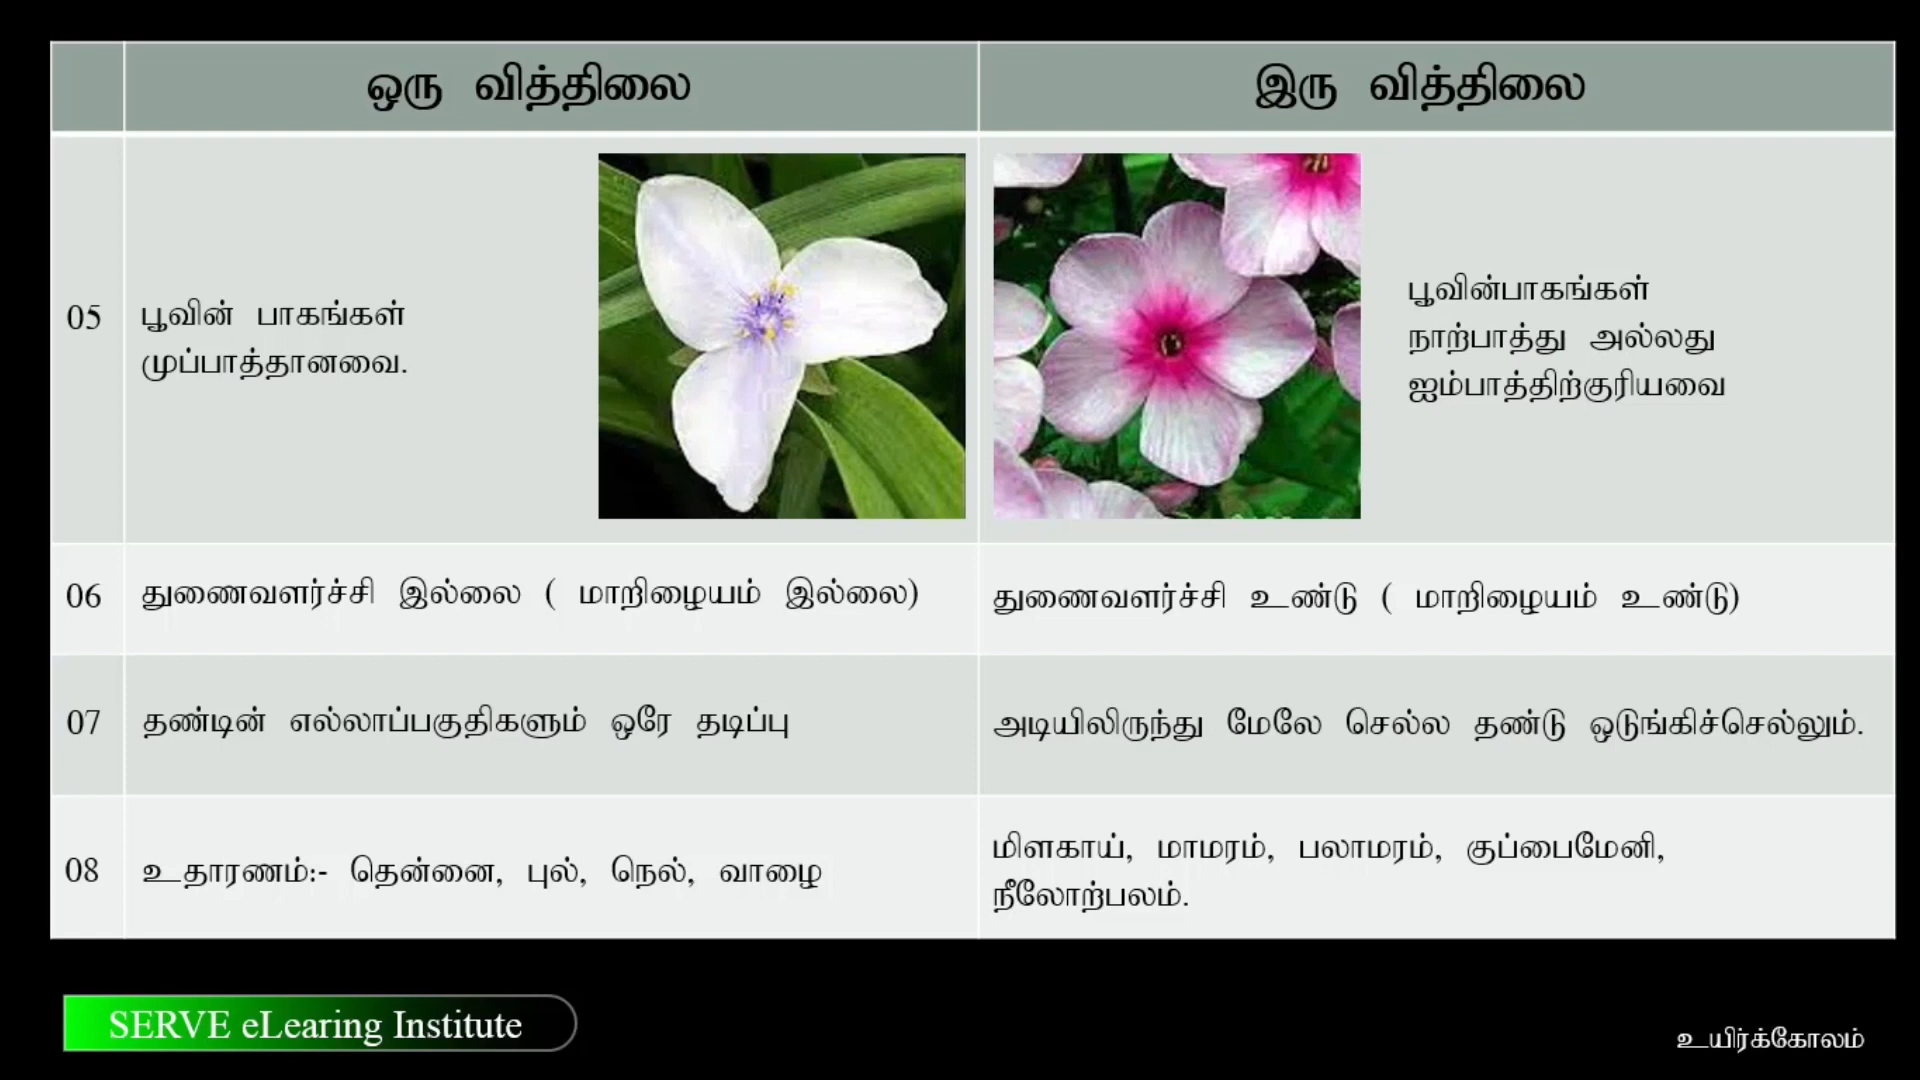 ஒரு வித்திலை
இரு வித்திலை
05
பூவின் பாகங்கள்
முப்பாத்தானவை.
பூவின்பாகங்கள்
நாற்பாத்து அல்லது
ஐம்பாத்திற்குரியவை
06
துணைவளர்ச்சி இல்லை ( மாறிழையம் இல்லை)
துணைவளர்ச்சி உண்டு ( மாறிழையம் உண்டு)
07
தண்டின் எல்லாப்பகுதிகளும் ஒரே தடிப்பு
அடியிலிருந்து மேலே செல்ல தண்டு ஒடுங்கிச்செல்லும்.
08
உதாரணம்:- தென்னை, புல், நெல், வாழை
மிளகாய், மாமரம், பலாமரம், குப்பைமேனி,
நீலோற்பலம்.
SERVE eLearing Institute
உயிர்க்கோலம்